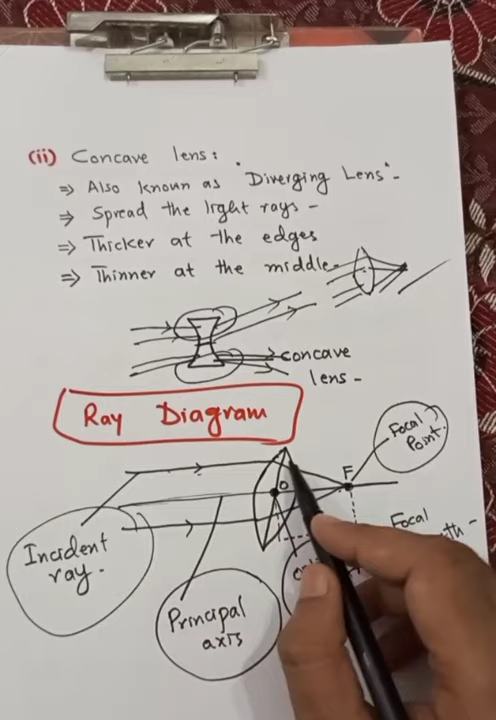 (ii) Concave lens:
⇒ Also known as "Diverging Lens"-
⇒ Spread the light rays -
⇒ Thicker at the edges
⇒ Thinner at the middle.
concave
lens -
Ray Diagram
Focal
Point.
F
O
Incident
ray.
Principal
axis
Focal